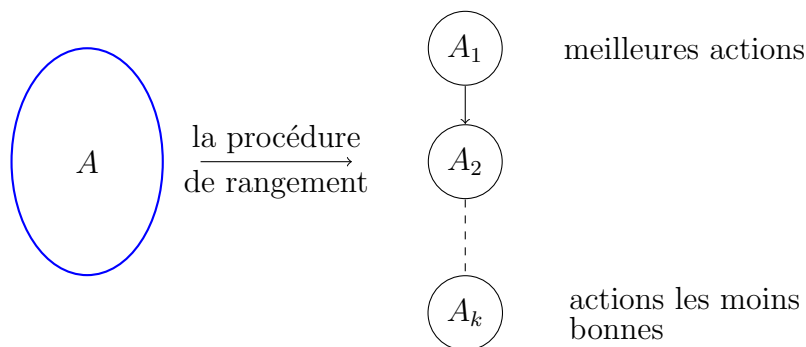 A
la procédure
de rangement
A₁
meilleures actions
A₂
Aₖ
actions les moins
bonnes